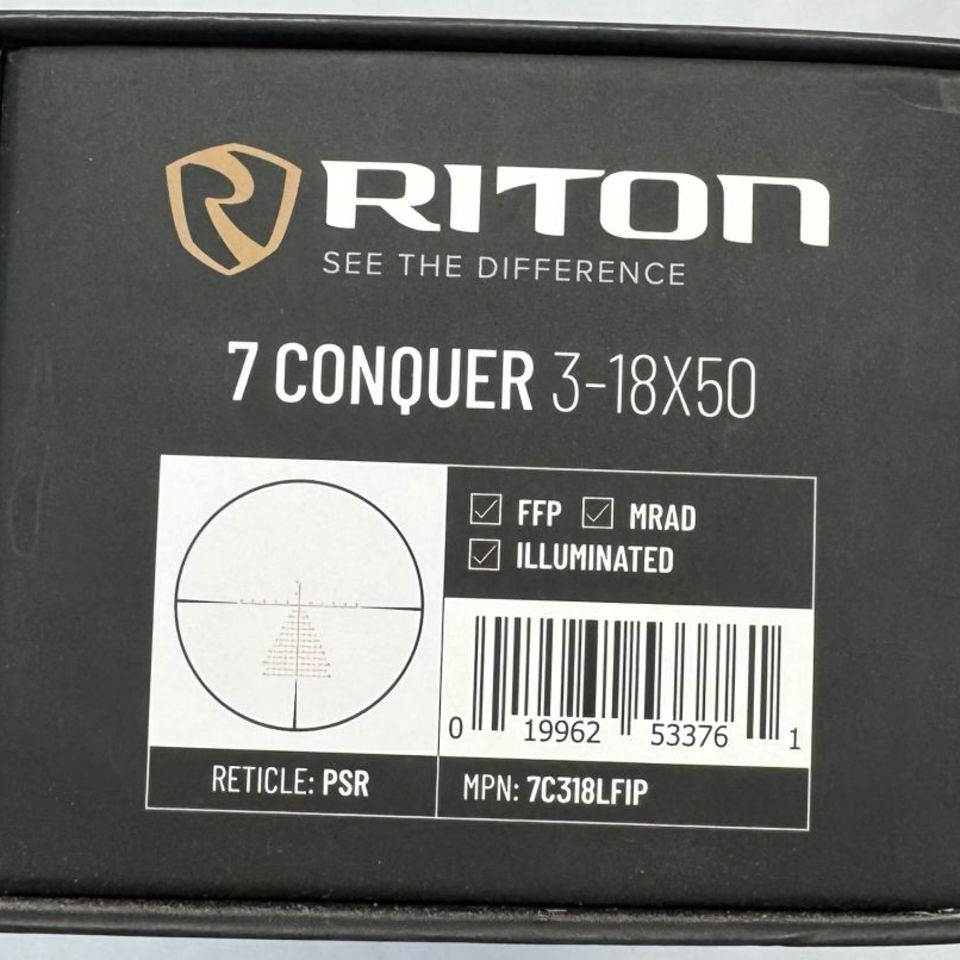 RITON
SEE THE DIFFERENCE
7 CONQUER 3-18X50
FFP MRAD
ILLUMINATED
0 19962 53376 1
RETICLE: PSR
MPN: 7C318LFIP